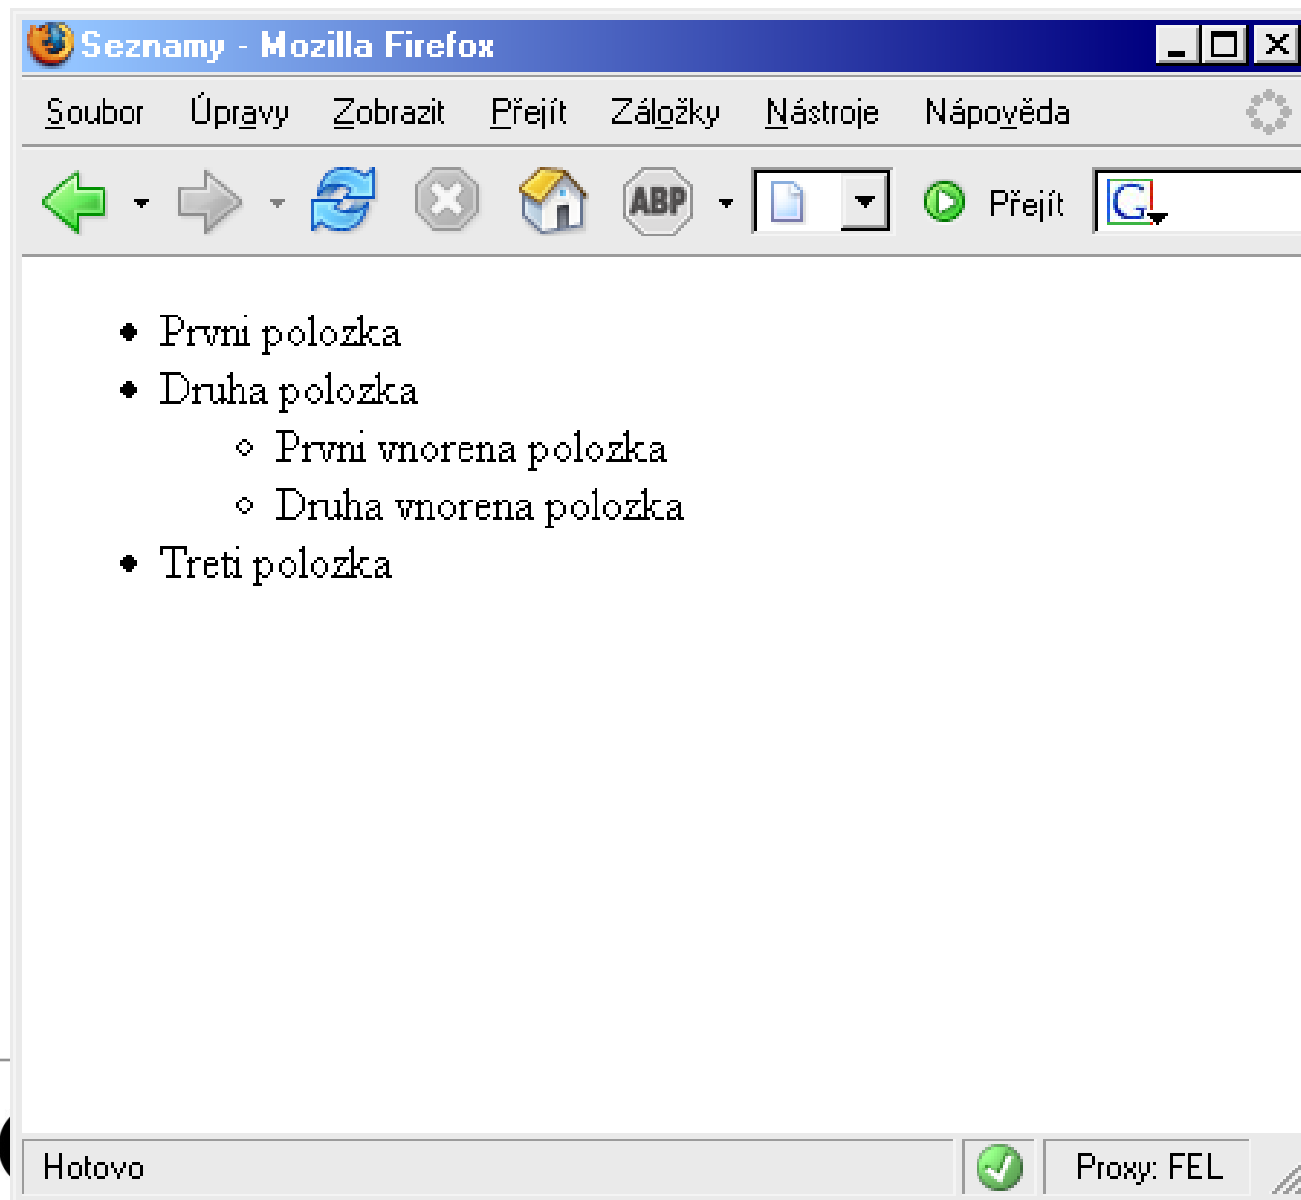 Seznamy - Mozilla Firefox
Soubor Úpravy Zobrazit Přejít Záložky Nástroje Nápověda
ABP Přejít G
Prvni polozka
Druha polozka
Prvni vnorena polozka
Druha vnorena polozka
Treti polozka
Hotovo Proxy: FEL